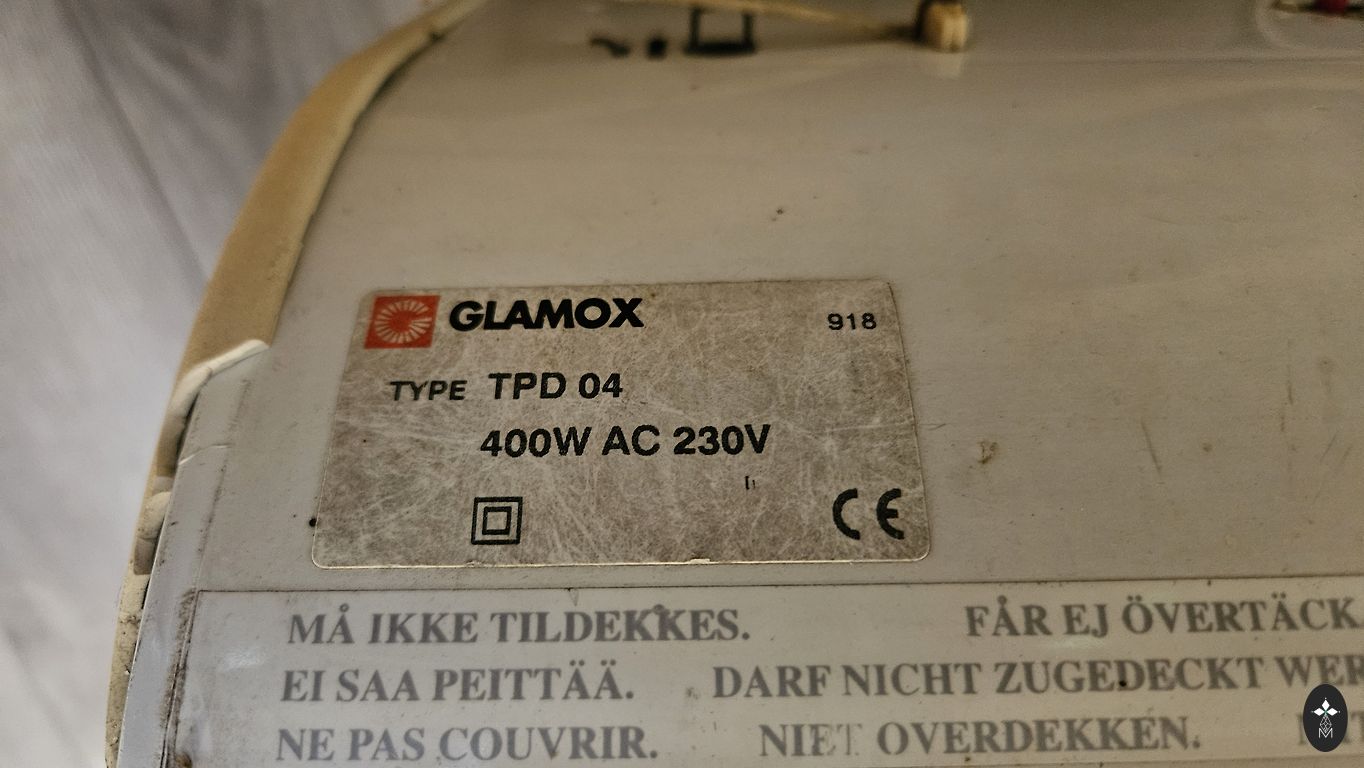 GLAMOX 918
TYPE TPD 04
400W AC 230V
CE
MÅ IKKE TILDEKKES. FÅR EJ ÖVERTÄCK
EI SAA PEITTÄÄ. DARF NICHT ZUGEDECKT WER
NE PAS COUVRIR. NIET OVERDEKKEN.
M